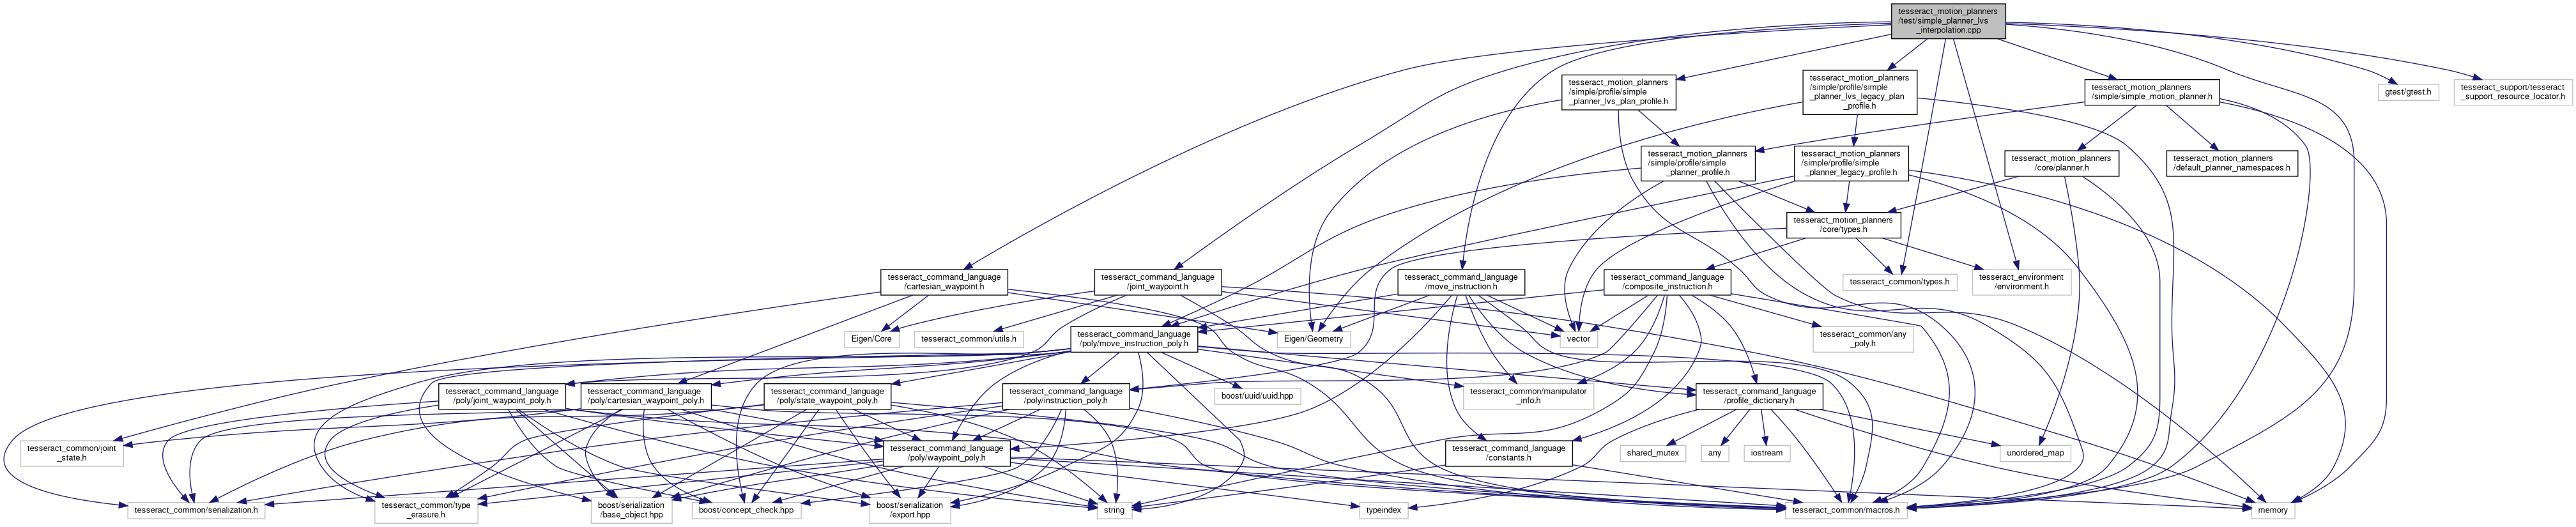 tesseract_motion_planners
/test/simple_planner_lvs
_interpolation.cpp
tesseract_motion_planners
/simple/profile/simple
_planner_lvs_plan_profile.h
tesseract_motion_planners
/simple/profile/simple
_planner_lvs_legacy_plan
_profile.h
tesseract_motion_planners
/simple/simple_motion_planner.h
gtest/gtest.h
tesseract_support/tesseract
_support_resource_locator.h
tesseract_motion_planners
/simple/profile/simple
_planner_profile.h
tesseract_motion_planners
/simple/profile/simple
_planner_legacy_profile.h
tesseract_motion_planners
/core/planner.h
tesseract_motion_planners
/default_planner_namespaces.h
tesseract_motion_planners
/core/types.h
tesseract_command_language
/cartesian_waypoint.h
tesseract_command_language
/joint_waypoint.h
tesseract_command_language
/move_instruction.h
tesseract_command_language
/composite_instruction.h
tesseract_common/types.h
tesseract_environment
/environment.h
Eigen/Core
tesseract_common/utils.h
tesseract_command_language
/poly/move_instruction_poly.h
Eigen/Geometry
vector
tesseract_common/any
_poly.h
tesseract_command_language
/poly/joint_waypoint_poly.h
tesseract_command_language
/poly/cartesian_waypoint_poly.h
tesseract_command_language
/poly/state_waypoint_poly.h
tesseract_command_language
/poly/instruction_poly.h
boost/uuid/uuid.hpp
tesseract_common/manipulator
_info.h
tesseract_command_language
/profile_dictionary.h
tesseract_common/joint
_state.h
tesseract_command_language
/poly/waypoint_poly.h
tesseract_command_language
/constants.h
shared_mutex
any
iostream
unordered_map
tesseract_common/serialization.h
tesseract_common/type
_erasure.h
boost/serialization
/base_object.hpp
boost/concept_check.hpp
boost/serialization
/export.hpp
string
typeindex
tesseract_common/macros.h
memory